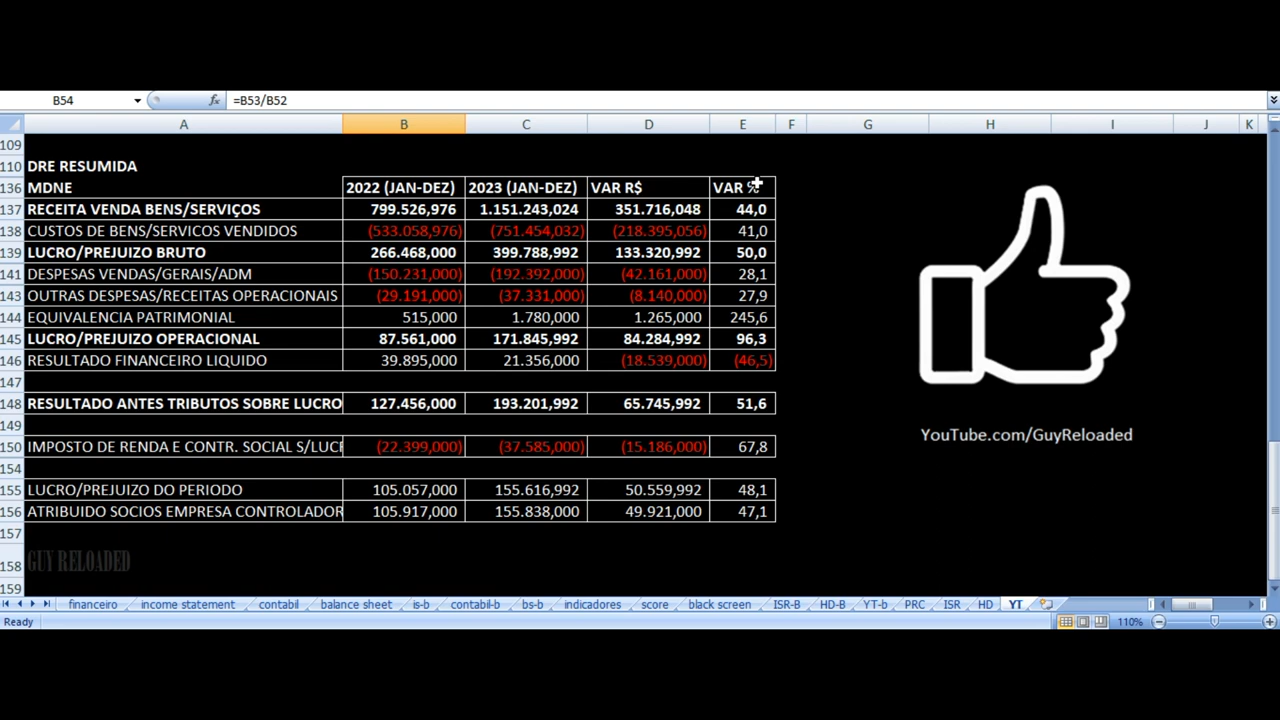 B54 fx =B53/B52
A B C D E F G H I J K
109
110 DRE RESUMIDA
136 MDNE 2022 (JAN-DEZ) 2023 (JAN-DEZ) VAR R$ VAR %
137 RECEITA VENDA BENS/SERVIÇOS 799.526,976 1.151.243,024 351.716,048 44,0
138 CUSTOS DE BENS/SERVICOS VENDIDOS (533.058,976) (751.454,032) (218.395,056) 41,0
139 LUCRO/PREJUIZO BRUTO 266.468,000 399.788,992 133.320,992 50,0
141 DESPESAS VENDAS/GERAIS/ADM (150.231,000) (192.392,000) (42.161,000) 28,1
143 OUTRAS DESPESAS/RECEITAS OPERACIONAIS (29.191,000) (37.331,000) (8.140,000) 27,9
144 EQUIVALENCIA PATRIMONIAL 515,000 1.780,000 1.265,000 245,6
145 LUCRO/PREJUIZO OPERACIONAL 87.561,000 171.845,992 84.284,992 96,3
146 RESULTADO FINANCEIRO LIQUIDO 39.895,000 21.356,000 (18.539,000) (46,5)
147
148 RESULTADO ANTES TRIBUTOS SOBRE LUCRO 127.456,000 193.201,992 65.745,992 51,6
149
150 IMPOSTO DE RENDA E CONTR. SOCIAL S/LUCR (22.399,000) (37.585,000) (15.186,000) 67,8
154
155 LUCRO/PREJUIZO DO PERIODO 105.057,000 155.616,992 50.559,992 48,1
156 ATRIBUIDO SOCIOS EMPRESA CONTROLADOR 105.917,000 155.838,000 49.921,000 47,1
157
158 GUY RELOADED
159
YouTube.com/GuyReloaded
financeiro income statement contabil balance sheet is-b contabil-b bs-b indicadores score black screen ISR-B HD-B YT-b PRC ISR HD YT
Ready 110%